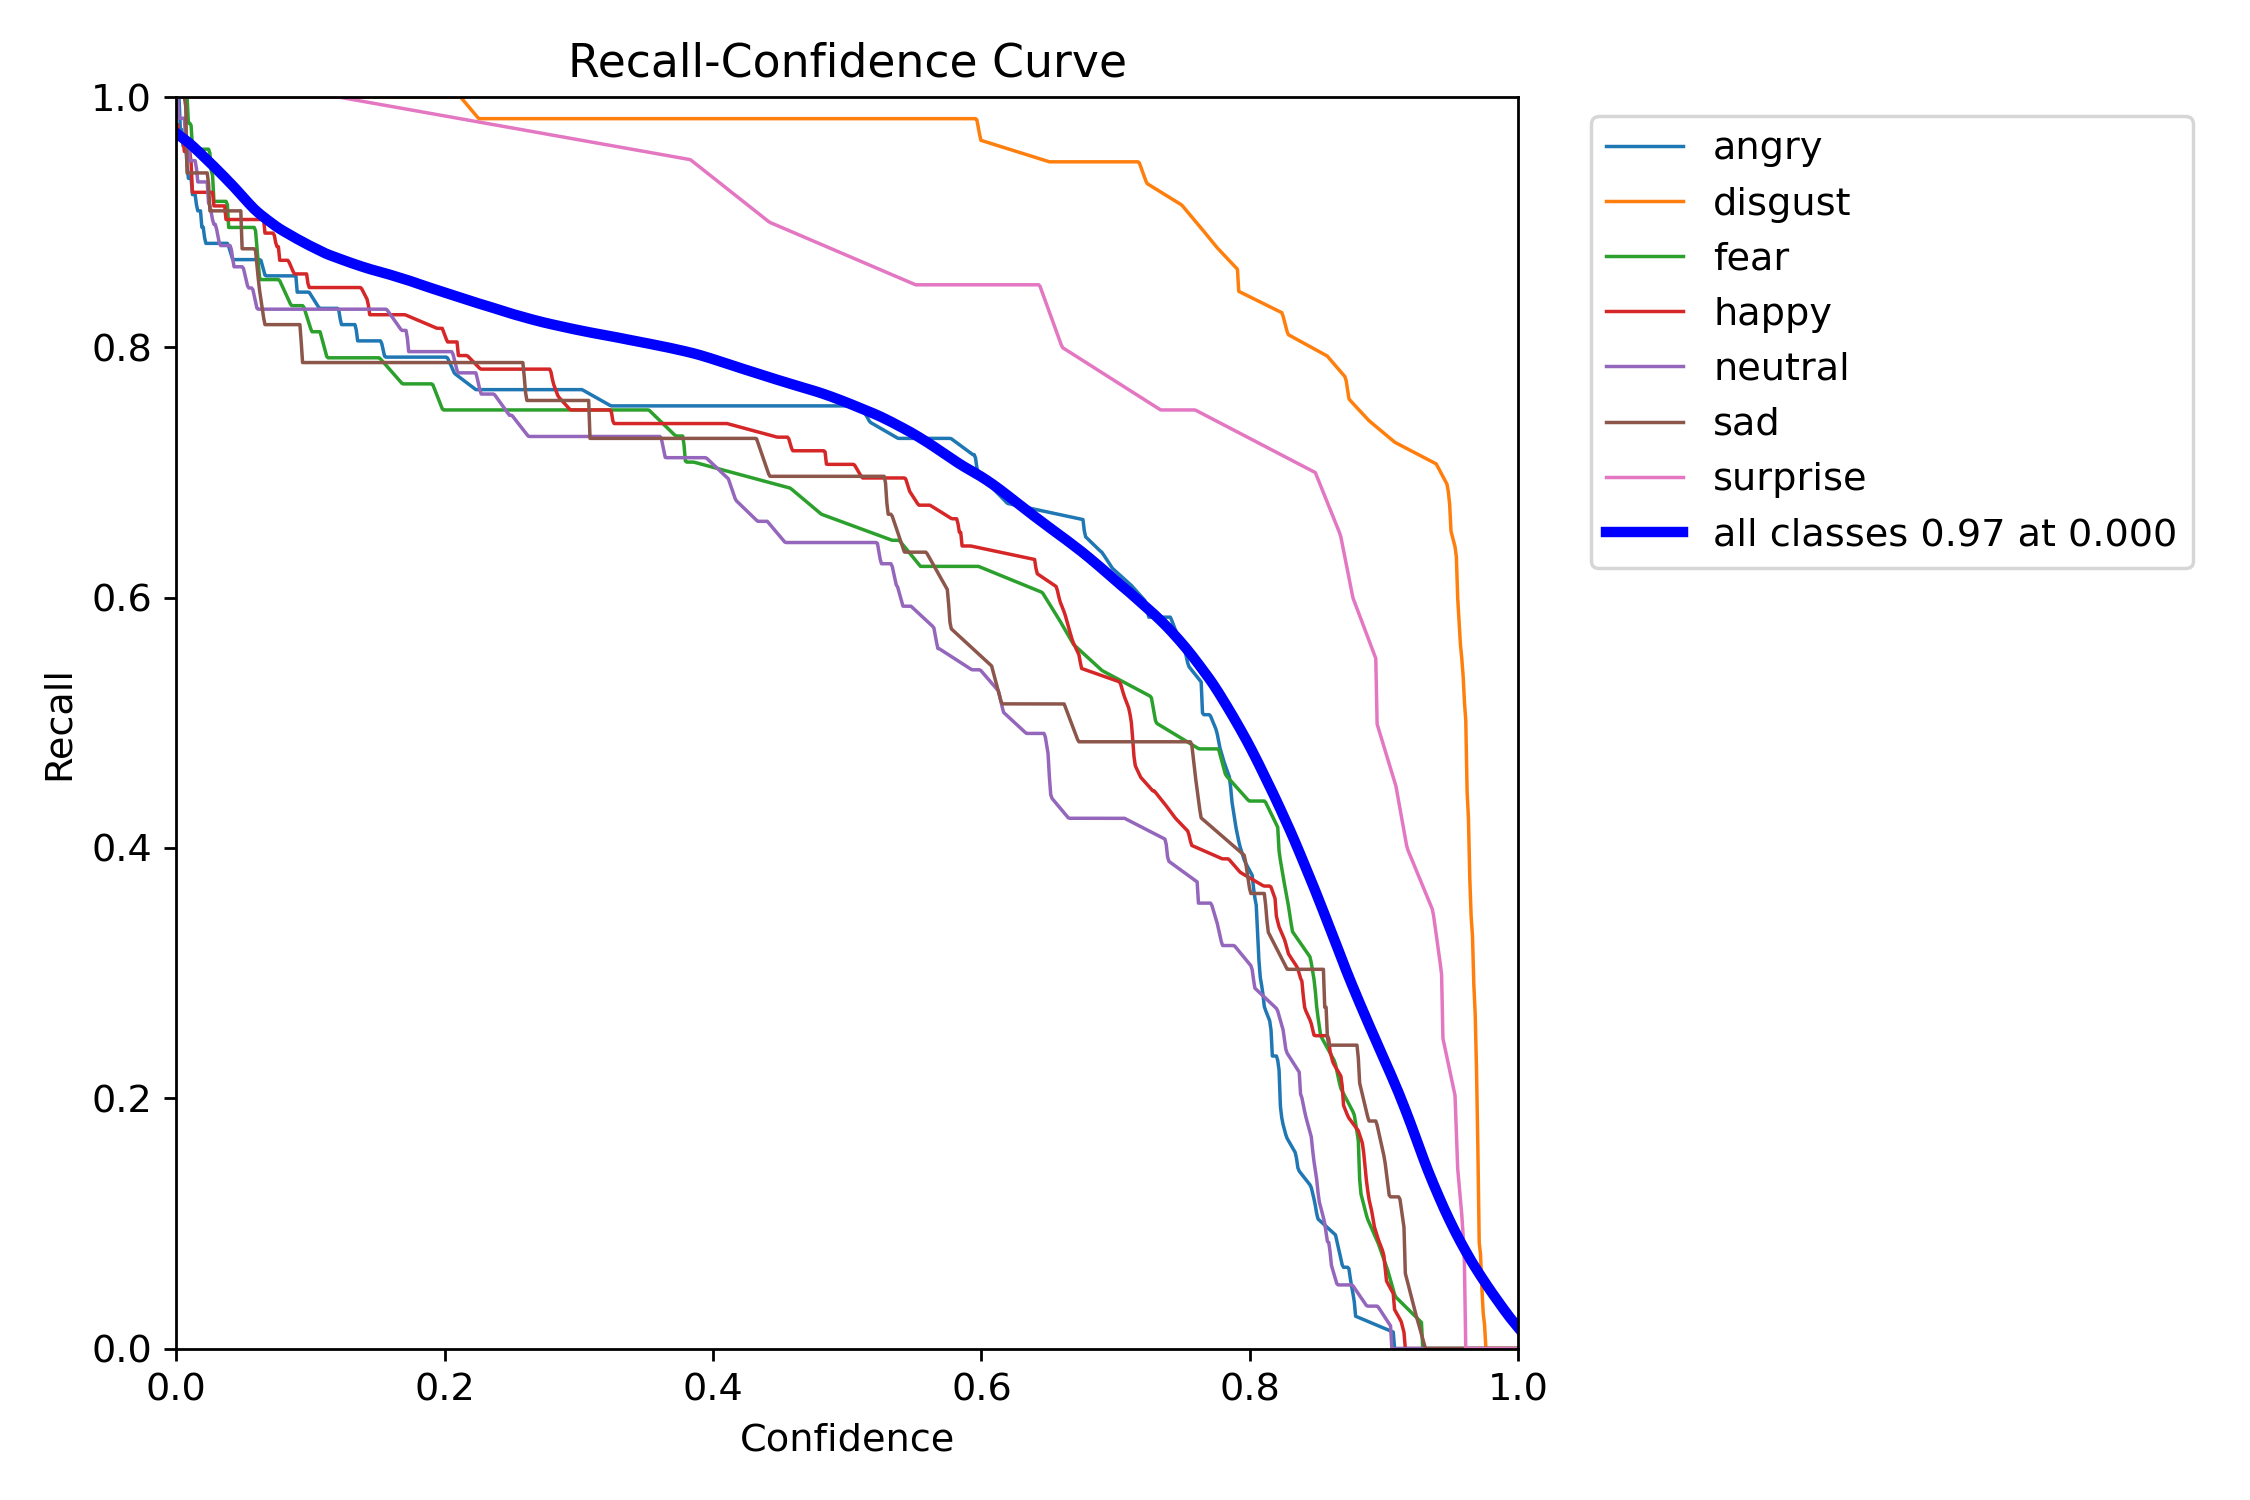 Recall-Confidence Curve
1.0
0.8
0.6
0.4
0.2
0.0
Recall
0.0
0.2
0.4
0.6
0.8
1.0
Confidence
angry
disgust
fear
happy
neutral
sad
surprise
all classes 0.97 at 0.000